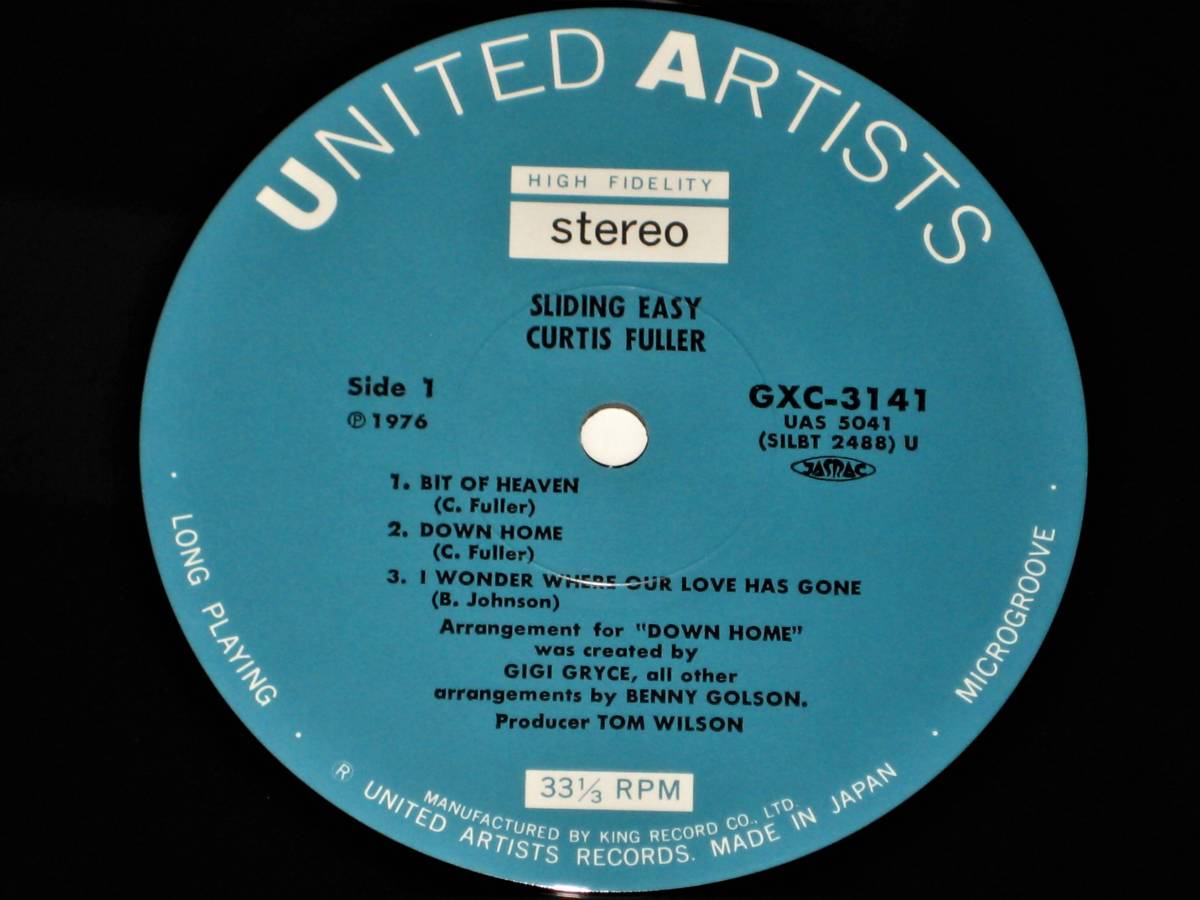 UNITED ARTISTS
HIGH FIDELITY
stereo
SLIDING EASY
CURTIS FULLER
Side 1
℗ 1976
GXC-3141
UAS 5041
(SILBT 2488) U
JASRAC
1. BIT OF HEAVEN
(C. Fuller)
2. DOWN HOME
(C. Fuller)
3. I WONDER WHERE OUR LOVE HAS GONE
(B. Johnson)
Arrangement for "DOWN HOME"
was created by
GIGI GRYCE, all other
arrangements by BENNY GOLSON.
Producer TOM WILSON
33⅓ RPM
· LONG PLAYING ·
· MICROGROOVE ·
MANUFACTURED BY KING RECORD CO., LTD.
® UNITED ARTISTS RECORDS. MADE IN JAPAN